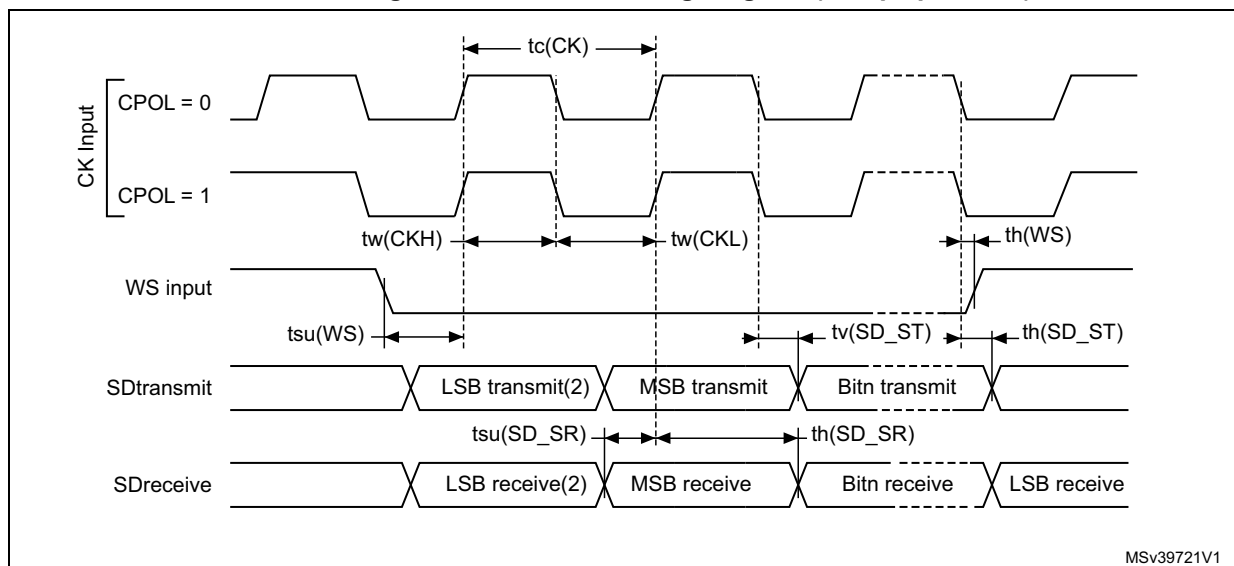 tc(CK)
CK Input
CPOL = 0
CPOL = 1
tw(CKH)
tw(CKL)
th(WS)
WS input
tsu(WS)
tv(SD_ST)
th(SD_ST)
SDtransmit
LSB transmit(2)
MSB transmit
Bitn transmit
tsu(SD_SR)
th(SD_SR)
SDreceive
LSB receive(2)
MSB receive
Bitn receive
LSB receive
MSv39721V1